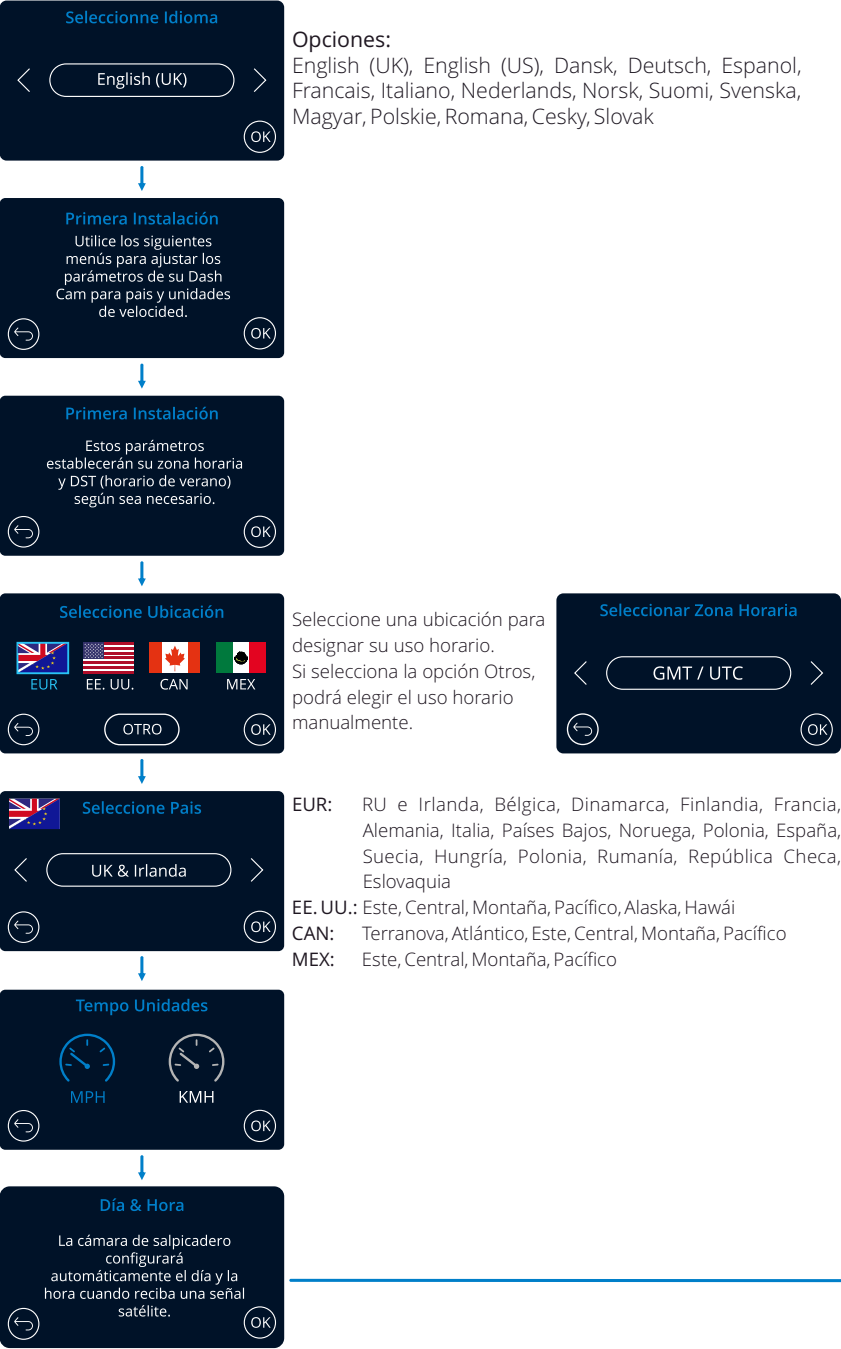 Seleccionne Idioma
English (UK)
OK
Opciones:
English (UK), English (US), Dansk, Deutsch, Espanol,
Francais, Italiano, Nederlands, Norsk, Suomi, Svenska,
Magyar, Polskie, Romana, Cesky, Slovak
Primera Instalación
Utilice los siguientes
menús para ajustar los
parámetros de su Dash
Cam para pais y unidades
de velocided.
OK
Primera Instalación
Estos parámetros
establecerán su zona horaria
y DST (horario de verano)
según sea necesario.
OK
Seleccione Ubicación
EUR EE. UU. CAN MEX
OTRO
OK
Seleccione una ubicación para
designar su uso horario.
Si selecciona la opción Otros,
podrá elegir el uso horario
manualmente.
Seleccionar Zona Horaria
GMT / UTC
OK
Seleccione Pais
UK & Irlanda
OK
EUR: RU e Irlanda, Bélgica, Dinamarca, Finlandia, Francia,
Alemania, Italia, Países Bajos, Noruega, Polonia, España,
Suecia, Hungría, Polonia, Rumanía, República Checa,
Eslovaquia
EE. UU.: Este, Central, Montaña, Pacífico, Alaska, Hawái
CAN: Terranova, Atlántico, Este, Central, Montaña, Pacífico
MEX: Este, Central, Montaña, Pacífico
Tempo Unidades
MPH KMH
OK
Día & Hora
La cámara de salpicadero
configurará
automáticamente el día y la
hora cuando reciba una señal
satélite.
OK